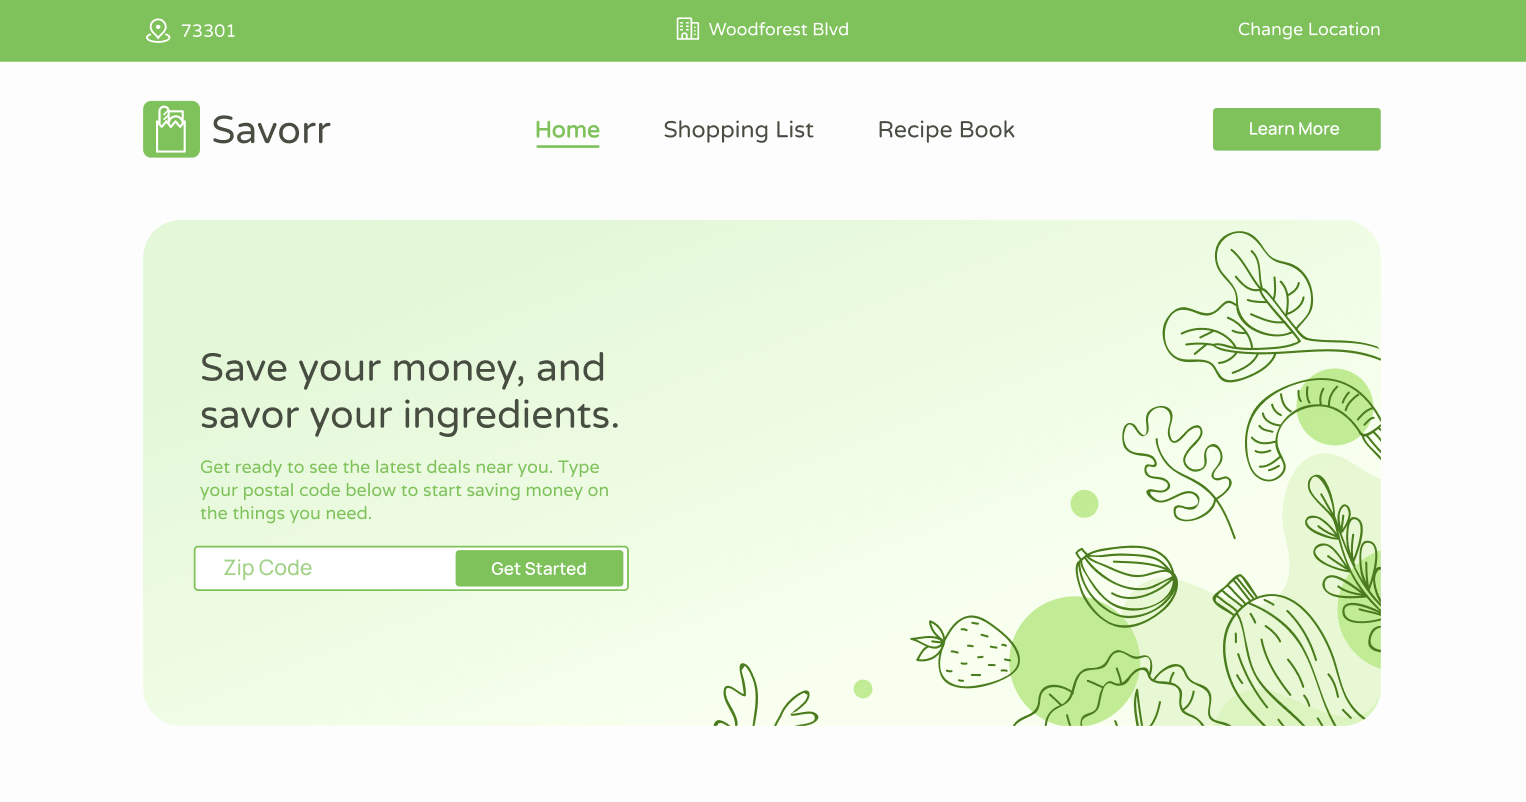 73301
Woodforest Blvd
Change Location
Savorr
Home
Shopping List
Recipe Book
Learn More
Save your money, and
savor your ingredients.
Get ready to see the latest deals near you. Type
your postal code below to start saving money on
the things you need.
Zip Code
Get Started